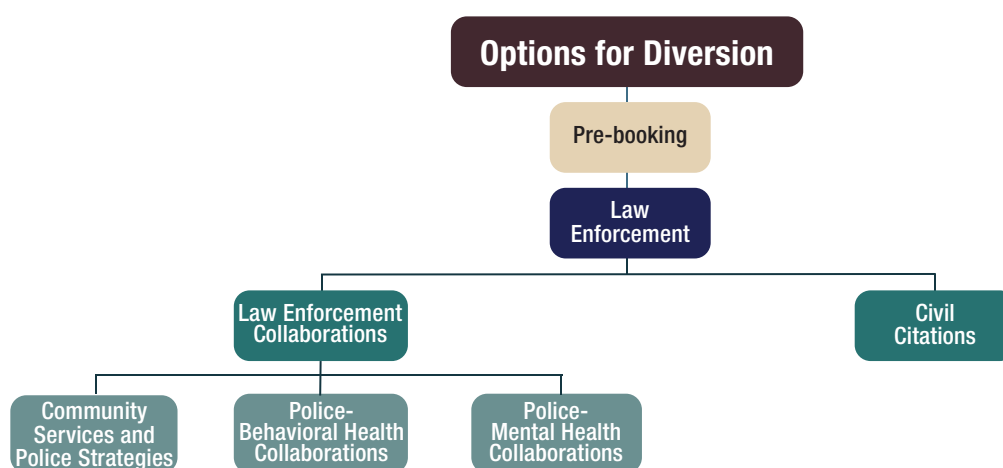 Options for Diversion
Pre-booking
Law
Enforcement
Law Enforcement
Collaborations
Civil
Citations
Community
Services and
Police Strategies
Police-
Behavioral Health
Collaborations
Police-
Mental Health
Collaborations